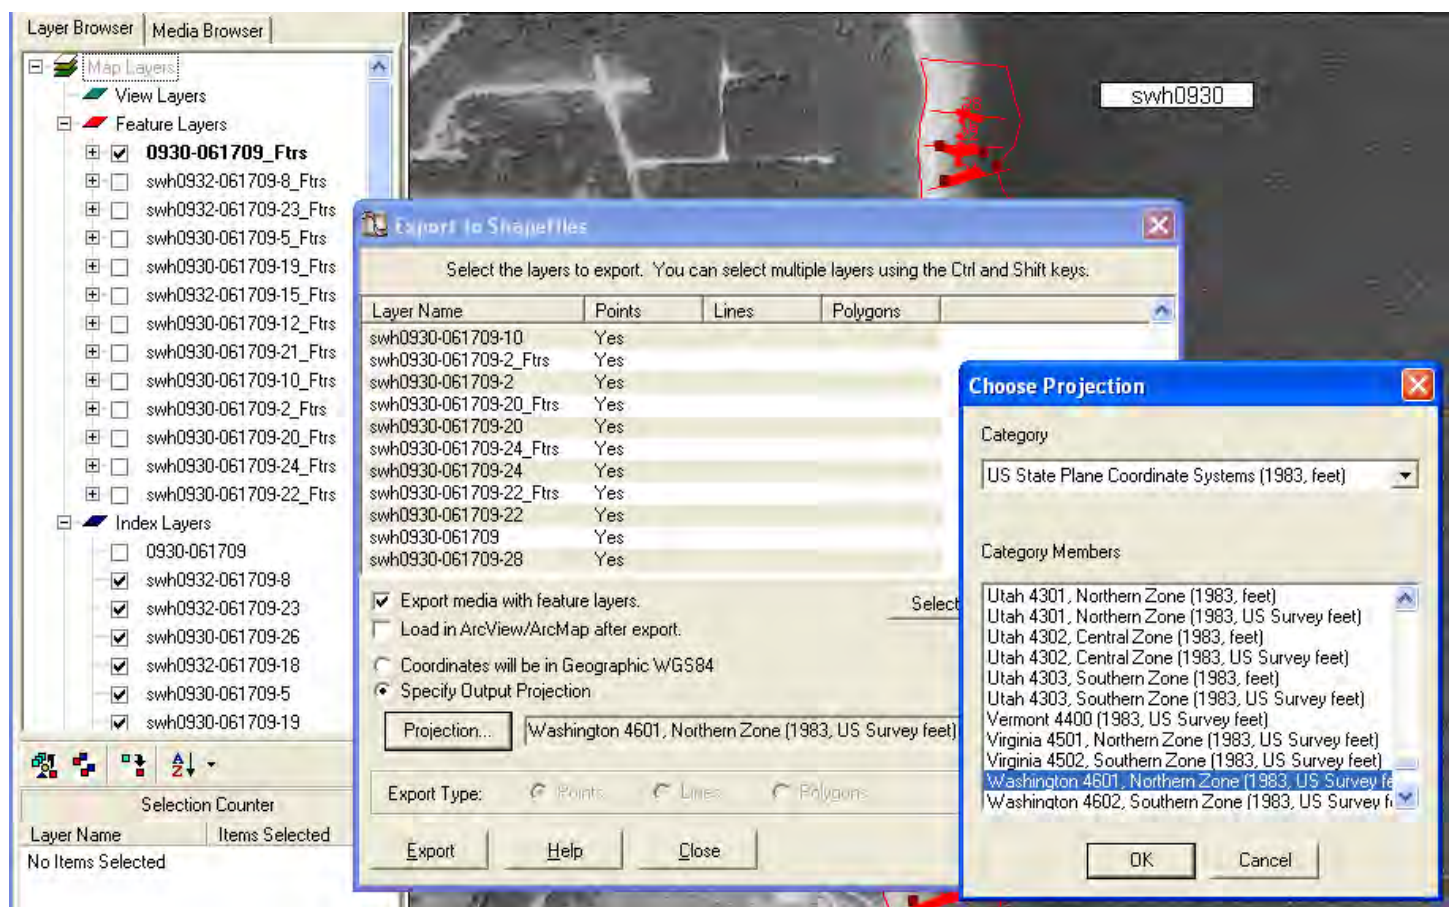 Layer Browser
Media Browser
Map Layers
View Layers
Feature Layers
0930-061709_Ftrs
swh0932-061709-8_Ftrs
swh0932-061709-23_Ftrs
swh0930-061709-5_Ftrs
swh0930-061709-19_Ftrs
swh0932-061709-15_Ftrs
swh0930-061709-12_Ftrs
swh0930-061709-21_Ftrs
swh0930-061709-10_Ftrs
swh0930-061709-2_Ftrs
swh0930-061709-20_Ftrs
swh0930-061709-24_Ftrs
swh0930-061709-22_Ftrs
Index Layers
0930-061709
swh0932-061709-8
swh0932-061709-23
swh0930-061709-26
swh0932-061709-18
swh0930-061709-5
swh0930-061709-19
Selection Counter
Layer Name Items Selected
No Items Selected
swh0930
Export to Shapefiles
Select the layers to export. You can select multiple layers using the Ctrl and Shift keys.
Layer Name Points Lines Polygons
swh0930-061709-10 Yes
swh0930-061709-2_Ftrs Yes
swh0930-061709-2 Yes
swh0930-061709-20_Ftrs Yes
swh0930-061709-20 Yes
swh0930-061709-24_Ftrs Yes
swh0930-061709-24 Yes
swh0930-061709-22_Ftrs Yes
swh0930-061709-22 Yes
swh0930-061709 Yes
swh0930-061709-28 Yes
Export media with feature layers.
Select
Load in ArcView/ArcMap after export.
Coordinates will be in Geographic WGS84
Specify Output Projection
Projection... Washington 4601, Northern Zone (1983, US Survey feet)
Export Type: Points Lines Polygons
Export Help Close
Choose Projection
Category
US State Plane Coordinate Systems (1983, feet)
Category Members
Utah 4301, Northern Zone (1983, feet)
Utah 4301, Northern Zone (1983, US Survey feet)
Utah 4302, Central Zone (1983, feet)
Utah 4302, Central Zone (1983, US Survey feet)
Utah 4303, Southern Zone (1983, feet)
Utah 4303, Southern Zone (1983, US Survey feet)
Vermont 4400 (1983, US Survey feet)
Virginia 4501, Northern Zone (1983, US Survey feet)
Virginia 4502, Southern Zone (1983, US Survey feet)
Washington 4601, Northern Zone (1983, US Survey fe
Washington 4602, Southern Zone (1983, US Survey f
OK Cancel